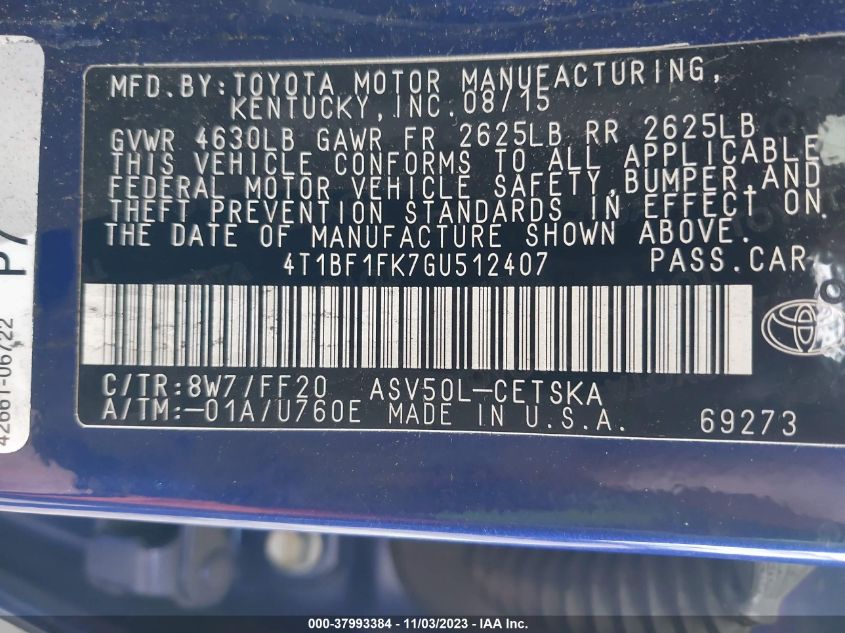 MFD.BY:TOYOTA MOTOR MANUFACTURING,
KENTUCKY,INC.08/15
GVWR 4630LB GAWR FR 2625LB RR 2625LB
THIS VEHICLE CONFORMS TO ALL APPLICABLE
FEDERAL MOTOR VEHICLE SAFETY,BUMPER,AND
THEFT PREVENTION STANDARDS IN EFFECT ON
THE DATE OF MANUFACTURE SHOWN ABOVE.
4T1BF1FK7GU512407 PASS.CAR
C/TR:8W7/FF20 ASV50L-CETSKA
A/TM:-01A/U760E MADE IN U.S.A. 69273
P7
42661-06722
000-37993384 - 11/03/2023 - IAA Inc.